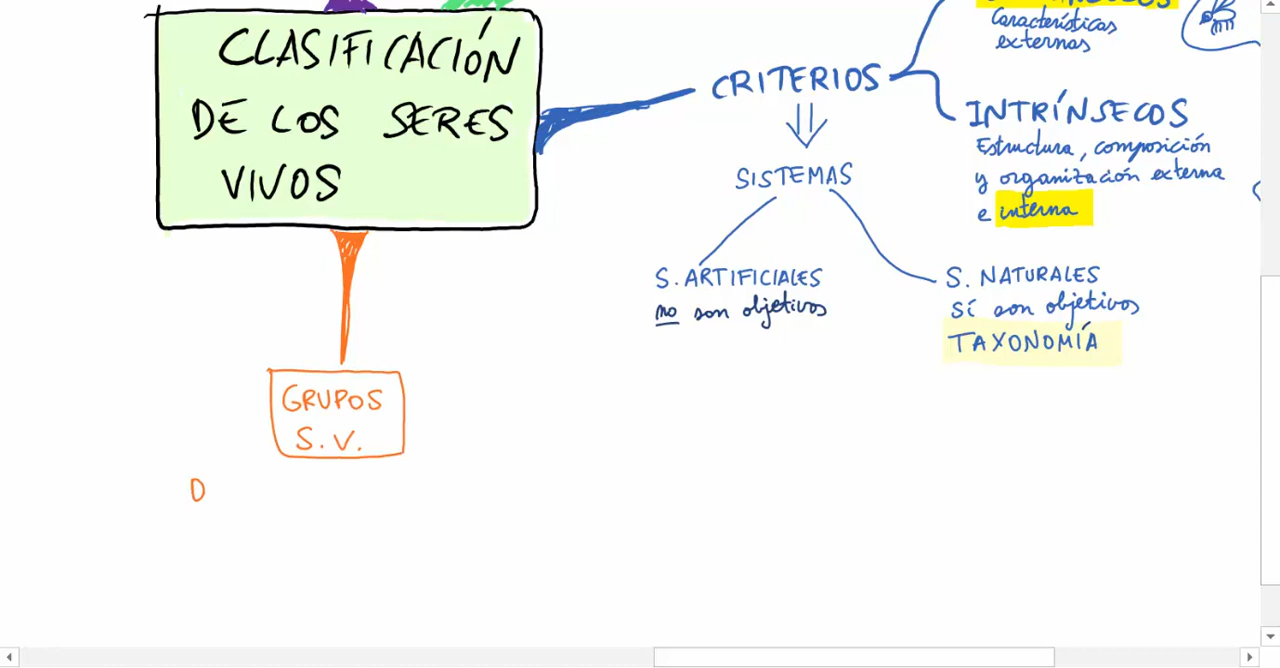 CLASIFICACIÓN
DE LOS SERES
VIVOS
CRITERIOS
Características
externas
INTRÍNSECOS
Estructura, composición
y organización externa
e interna
SISTEMAS
S. ARTIFICIALES
no son objetivos
S. NATURALES
SÍ son objetivos
TAXONOMÍA
GRUPOS
S. V.
D